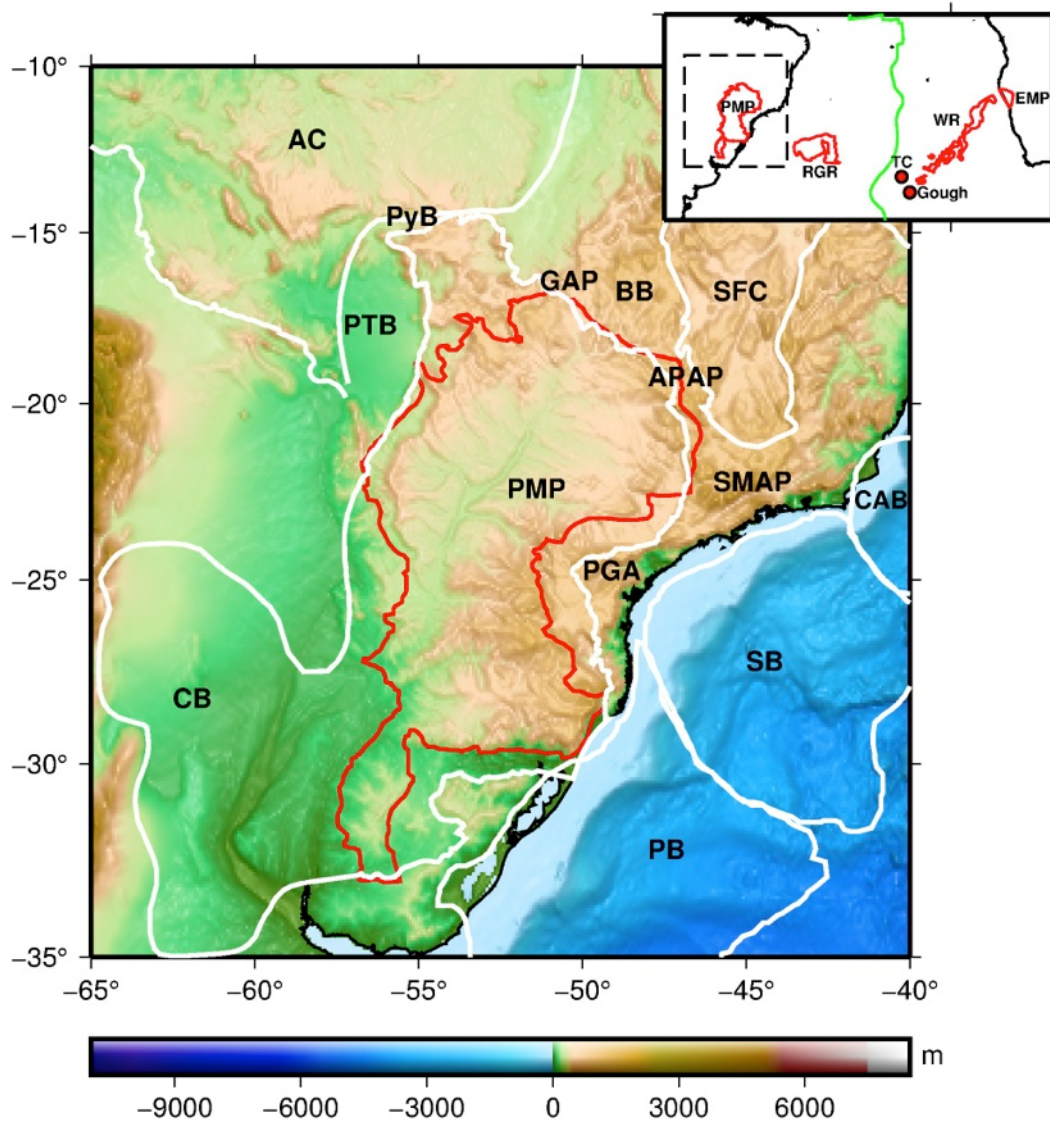 −10°
−15°
−20°
−25°
−30°
−35°
AC
PyB
PTB
GAP
BB
SFC
APAP
PMP
SMAP
CAB
PGA
SB
CB
PB
PMP
RGR
WR
EMP
TC
Gough
−65°
−60°
−55°
−50°
−45°
−40°
m
−9000
−6000
−3000
0
3000
6000